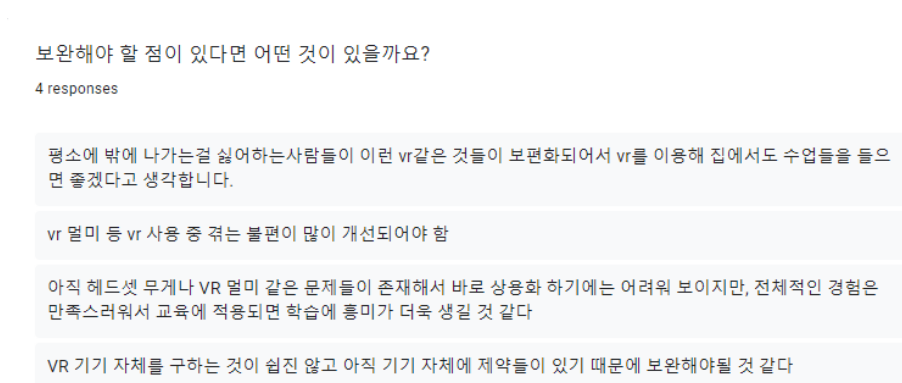 보완해야 할 점이 있다면 어떤 것이 있을까요?
4 responses
평소에 밖에 나가는걸 싫어하는사람들이 이런 vr같은 것들이 보편화되어서 vr를 이용해 집에서도 수업들을 들으
면 좋겠다고 생각합니다.
vr 멀미 등 vr 사용 중 겪는 불편이 많이 개선되어야 함
아직 헤드셋 무게나 VR 멀미 같은 문제들이 존재해서 바로 상용화 하기에는 어려워 보이지만, 전체적인 경험은
만족스러워서 교육에 적용되면 학습에 흥미가 더욱 생길 것 같다
VR 기기 자체를 구하는 것이 쉽진 않고 아직 기기 자체에 제약들이 있기 때문에 보완해야될 것 같다